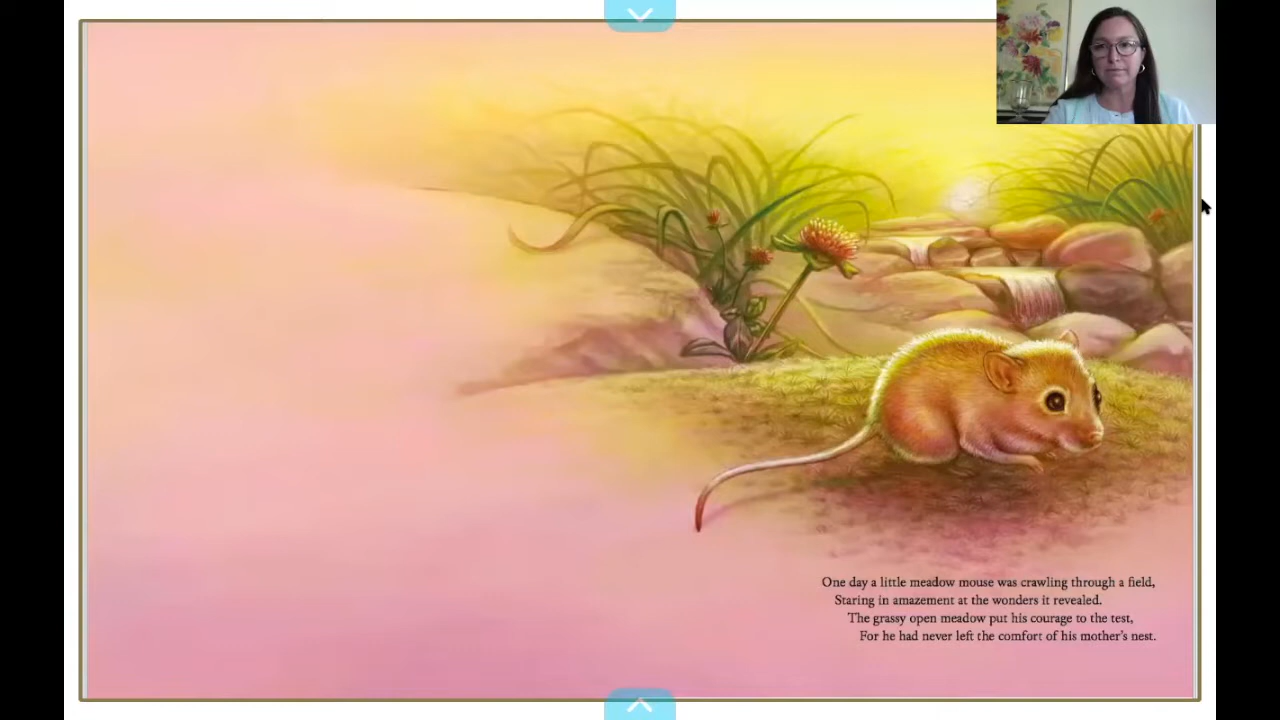 One day a little meadow mouse was crawling through a field,
Staring in amazement at the wonders it revealed.
The grassy open meadow put his courage to the test,
For he had never left the comfort of his mother’s nest.